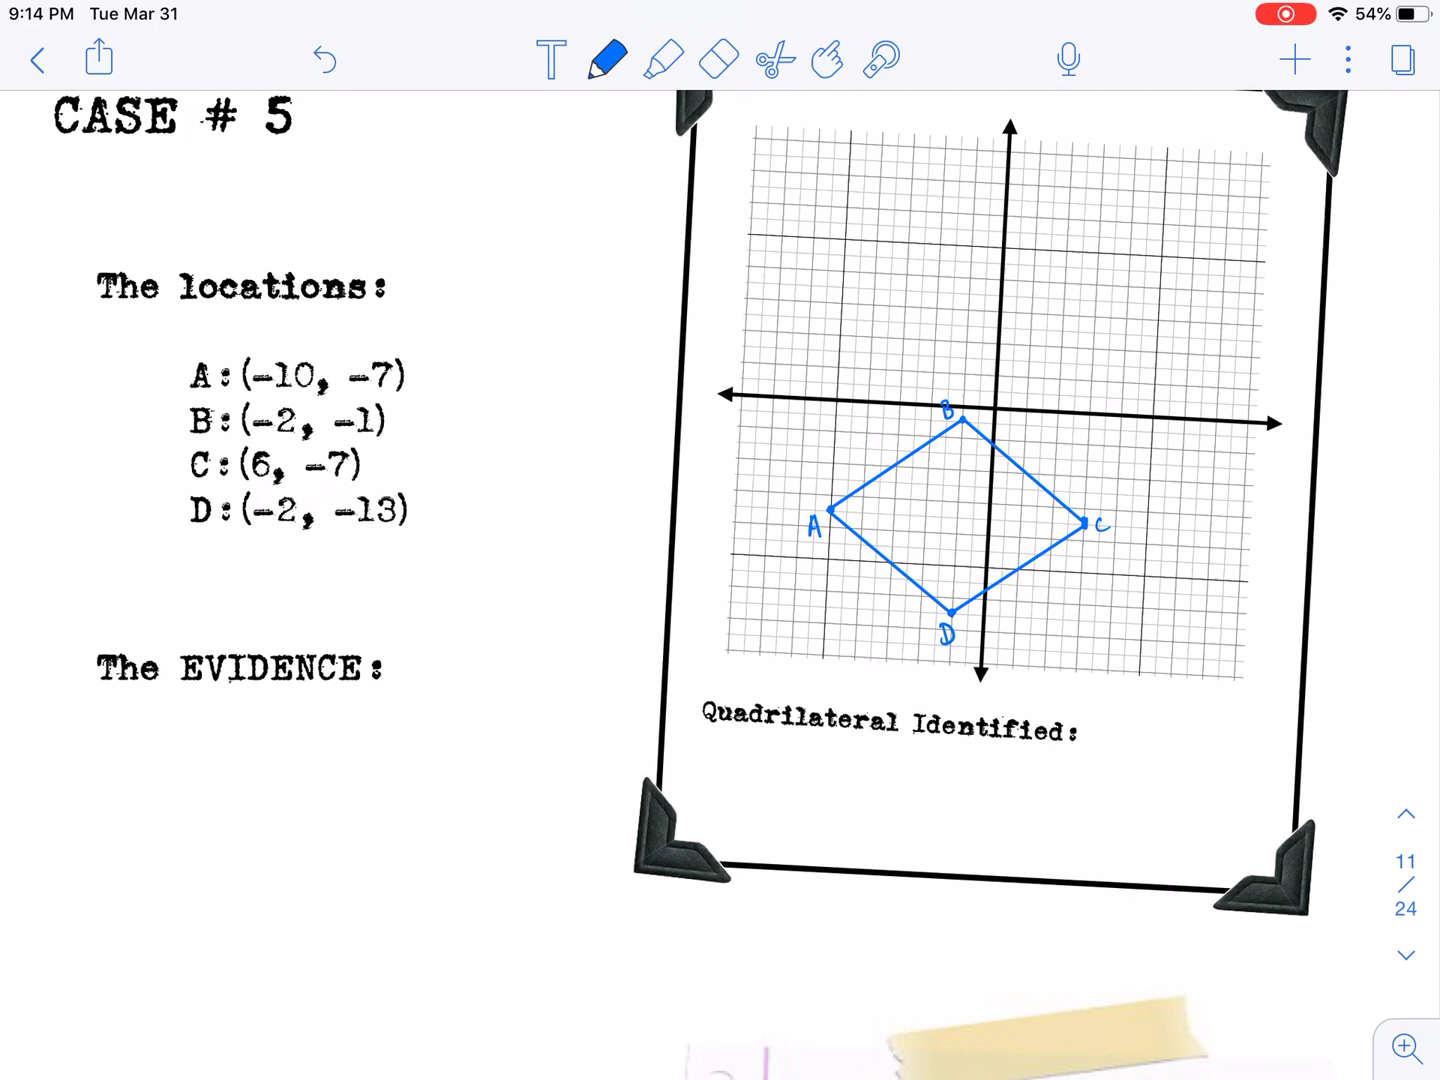 9:14 PM Tue Mar 31
54%
T
CASE # 5
The locations:
A:(-10, -7)
B:(-2, -1)
C:(6, -7)
D:(-2, -13)
The EVIDENCE:
B
A
C
D
Quadrilateral Identified:
11
/
24